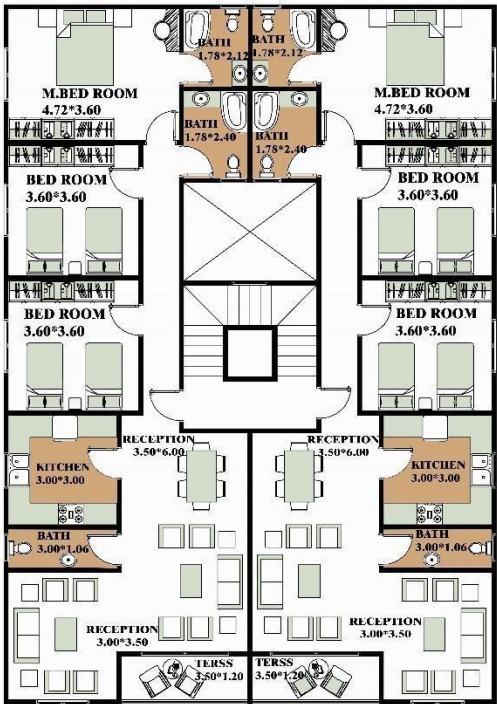 BATH
1.78*2.12
BATH
1.78*2.12
M.BED ROOM
4.72*3.60
M.BED ROOM
4.72*3.60
BATH
1.78*2.40
BATH
1.78*2.40
BED ROOM
3.60*3.60
BED ROOM
3.60*3.60
BED ROOM
3.60*3.60
BED ROOM
3.60*3.60
RECEPTION
3.50*6.00
RECEPTION
3.50*6.00
KITCHEN
3.00*3.00
KITCHEN
3.00*3.00
BATH
3.00*1.06
BATH
3.00*1.06
RECEPTION
3.00*3.50
RECEPTION
3.00*3.50
TERSS
3.50*1.20
TERSS
3.50*1.20